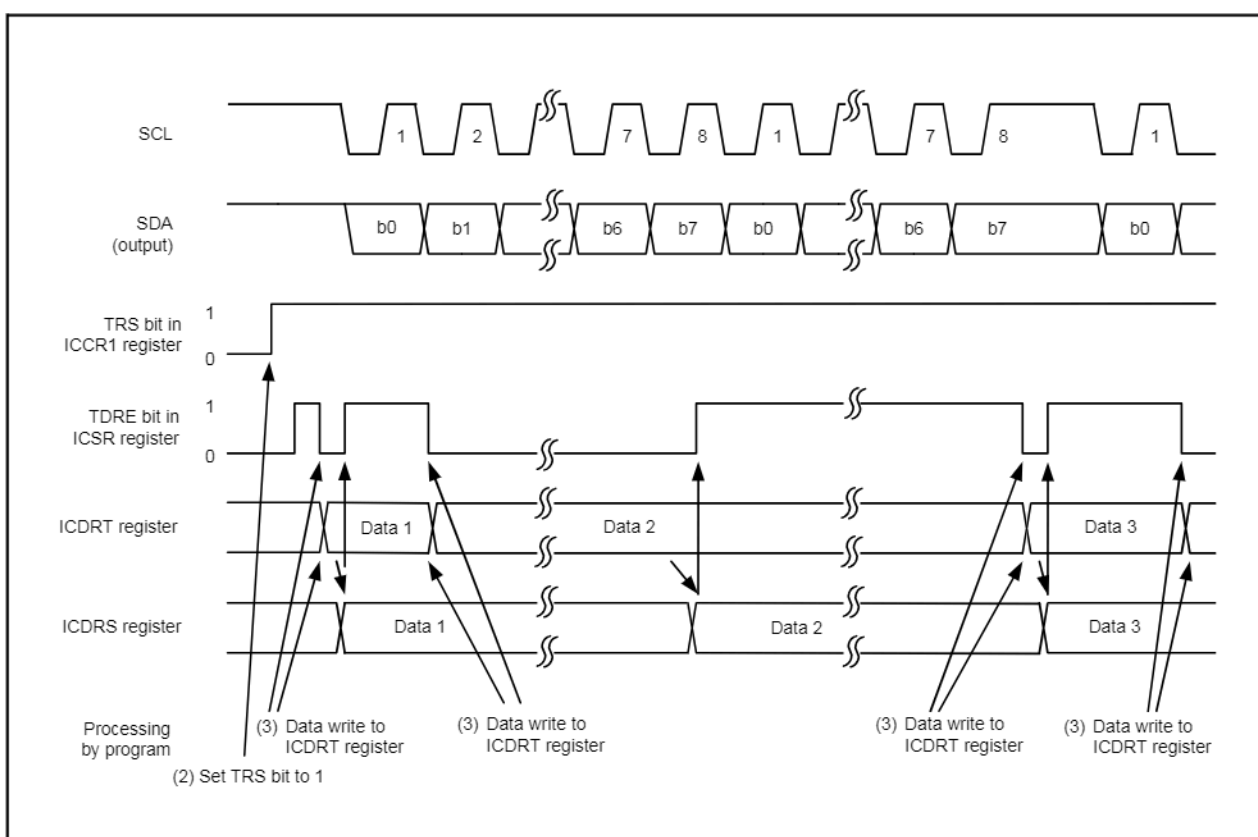 SCL
1 2 7 8 1 7 8 1
SDA
(output)
b0 b1 b6 b7 b0 b6 b7 b0
TRS bit in
ICCR1 register
1
0
TDRE bit in
ICSR register
1
0
ICDRT register
Data 1 Data 2 Data 3
ICDRS register
Data 1 Data 2 Data 3
Processing
by program
(3) Data write to
ICDRT register
(3) Data write to
ICDRT register
(3) Data write to
ICDRT register
(3) Data write to
ICDRT register
(2) Set TRS bit to 1